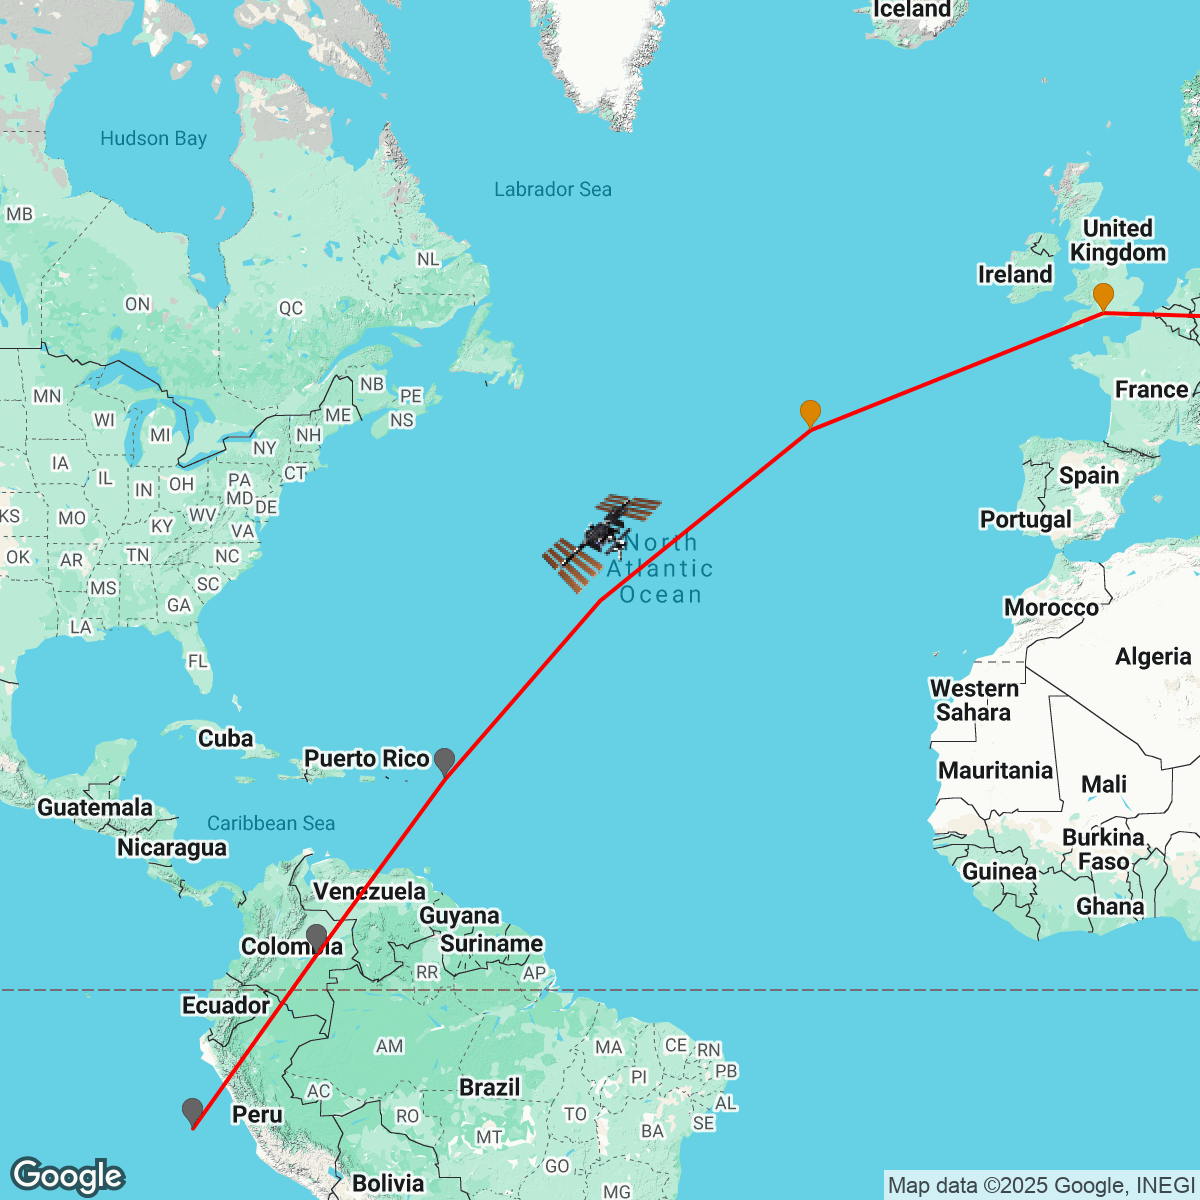 Iceland
Hudson Bay
Labrador Sea
MB
United
Kingdom
Ireland
NL
ON
QC
NB
PE
NS
ME
MN
WI
MI
NH
NY
CT
France
IA
IL
IN
OH
PA
MD
DE
KS
MO
KY
WV
VA
Spain
Portugal
OK
AR
TN
NC
MS
SC
GA
LA
FL
North
Atlantic
Ocean
Morocco
Algeria
Western
Sahara
Cuba
Puerto Rico
Mauritania
Mali
Guatemala
Caribbean Sea
Nicaragua
Burkina
Faso
Guinea
Ghana
Venezuela
Guyana
Suriname
Colombia
RR
AP
Ecuador
AM
MA
CE
RN
PB
PI
AL
AC
Brazil
Peru
RO
TO
SE
MT
BA
GO
Bolivia
MG
Google
Map data ©2025 Google, INEGI